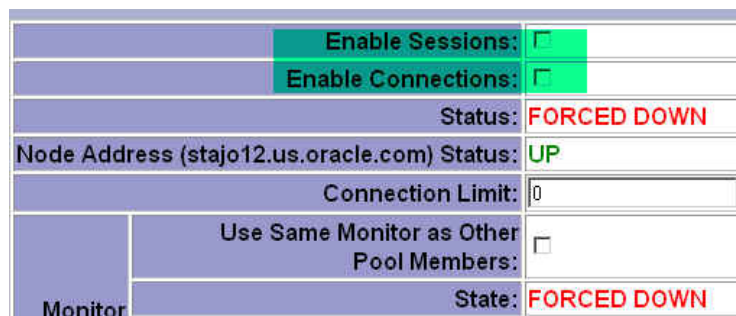 Enable Sessions:
Enable Connections:
Status: FORCED DOWN
Node Address (stajo12.us.oracle.com) Status: UP
Connection Limit: 0
Use Same Monitor as Other
Pool Members:
Monitor
State: FORCED DOWN